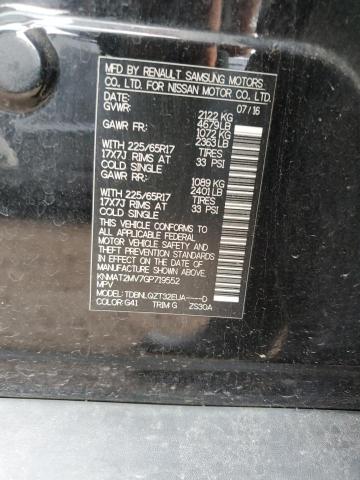 MFD BY RENAULT SAMSUNG MOTORS
CO., LTD. FOR NISSAN MOTOR CO., LTD.
DATE: 07/16
GVWR: 2122 KG
4679 LB
GAWR FR: 1072 KG
2363 LB
WITH 225/65R17 TIRES
17X7J RIMS AT 33 PSI
COLD SINGLE
GAWR RR: 1089 KG
2401 LB
WITH 225/65R17 TIRES
17X7J RIMS AT 33 PSI
COLD SINGLE
THIS VEHICLE CONFORMS TO ALL
APPLICABLE FEDERAL
MOTOR VEHICLE SAFETY AND
THEFT PREVENTION STANDARDS
IN EFFECT ON THE DATE OF
MANUFACTURE SHOWN ABOVE.
KNMAT2MV7GP719552
MPV
MODEL: TDBNLQZT32EUA----D
COLOR: G41 TRIM G ZS30A